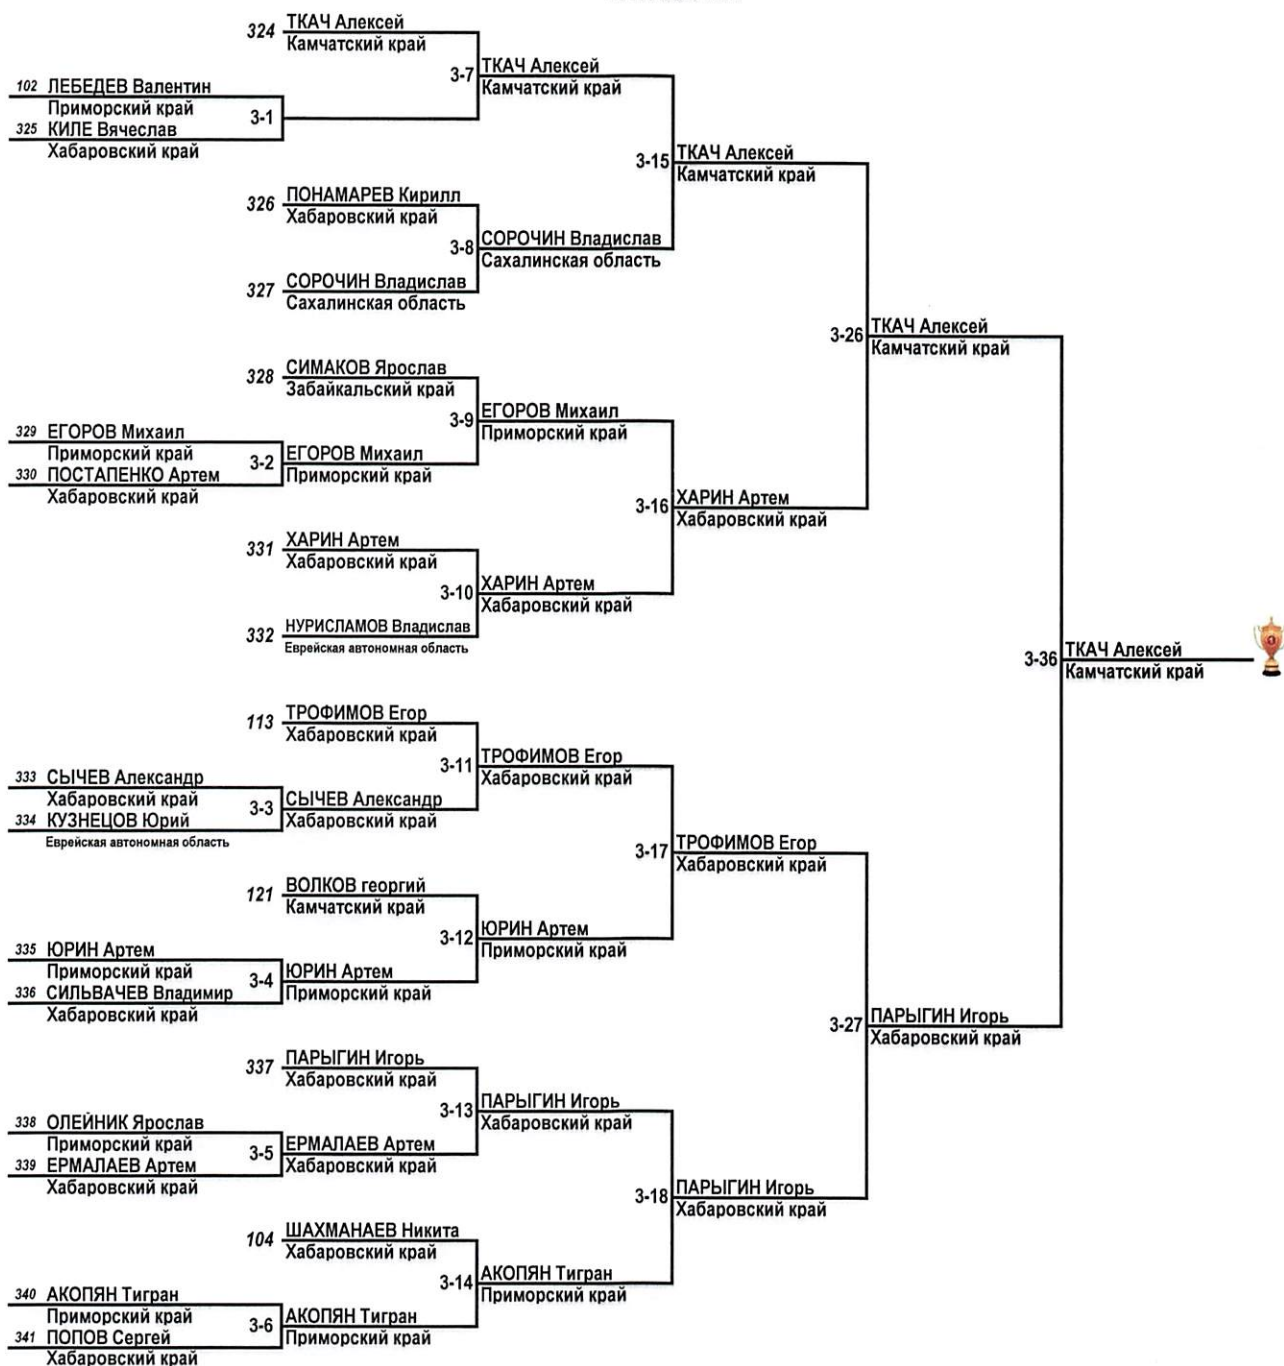 324 ТКАЧ Алексей
Камчатский край
3-7 ТКАЧ Алексей
Камчатский край
102 ЛЕБЕДЕВ Валентин
Приморский край
3-1
325 КИЛЕ Вячеслав
Хабаровский край
3-15 ТКАЧ Алексей
Камчатский край
326 ПОНАМАРЕВ Кирилл
Хабаровский край
3-8 СОРОЧИН Владислав
Сахалинская область
327 СОРОЧИН Владислав
Сахалинская область
3-26 ТКАЧ Алексей
Камчатский край
328 СИМАКОВ Ярослав
Забайкальский край
3-9 ЕГОРОВ Михаил
Приморский край
329 ЕГОРОВ Михаил
Приморский край
3-2 ЕГОРОВ Михаил
Приморский край
330 ПОСТАПЕНКО Артем
Хабаровский край
3-16 ХАРИН Артем
Хабаровский край
331 ХАРИН Артем
Хабаровский край
3-10 ХАРИН Артем
Хабаровский край
332 НУРИСЛАМОВ Владислав
Еврейская автономная область
3-36 ТКАЧ Алексей
Камчатский край
113 ТРОФИМОВ Егор
Хабаровский край
3-11 ТРОФИМОВ Егор
Хабаровский край
333 СЫЧЕВ Александр
Хабаровский край
3-3 СЫЧЕВ Александр
Хабаровский край
334 КУЗНЕЦОВ Юрий
Еврейская автономная область
3-17 ТРОФИМОВ Егор
Хабаровский край
121 ВОЛКОВ георгий
Камчатский край
3-12 ЮРИН Артем
Приморский край
335 ЮРИН Артем
Приморский край
3-4 ЮРИН Артем
Приморский край
336 СИЛЬВАЧЕВ Владимир
Хабаровский край
3-27 ПАРЫГИН Игорь
Хабаровский край
337 ПАРЫГИН Игорь
Хабаровский край
3-13 ПАРЫГИН Игорь
Хабаровский край
338 ОЛЕЙНИК Ярослав
Приморский край
3-5 ЕРМАЛАЕВ Артем
Хабаровский край
339 ЕРМАЛАЕВ Артем
Хабаровский край
3-18 ПАРЫГИН Игорь
Хабаровский край
104 ШАХМАНАЕВ Никита
Хабаровский край
3-14 АКОПЯН Тигран
Приморский край
340 АКОПЯН Тигран
Приморский край
3-6 АКОПЯН Тигран
Приморский край
341 ПОПОВ Сергей
Хабаровский край